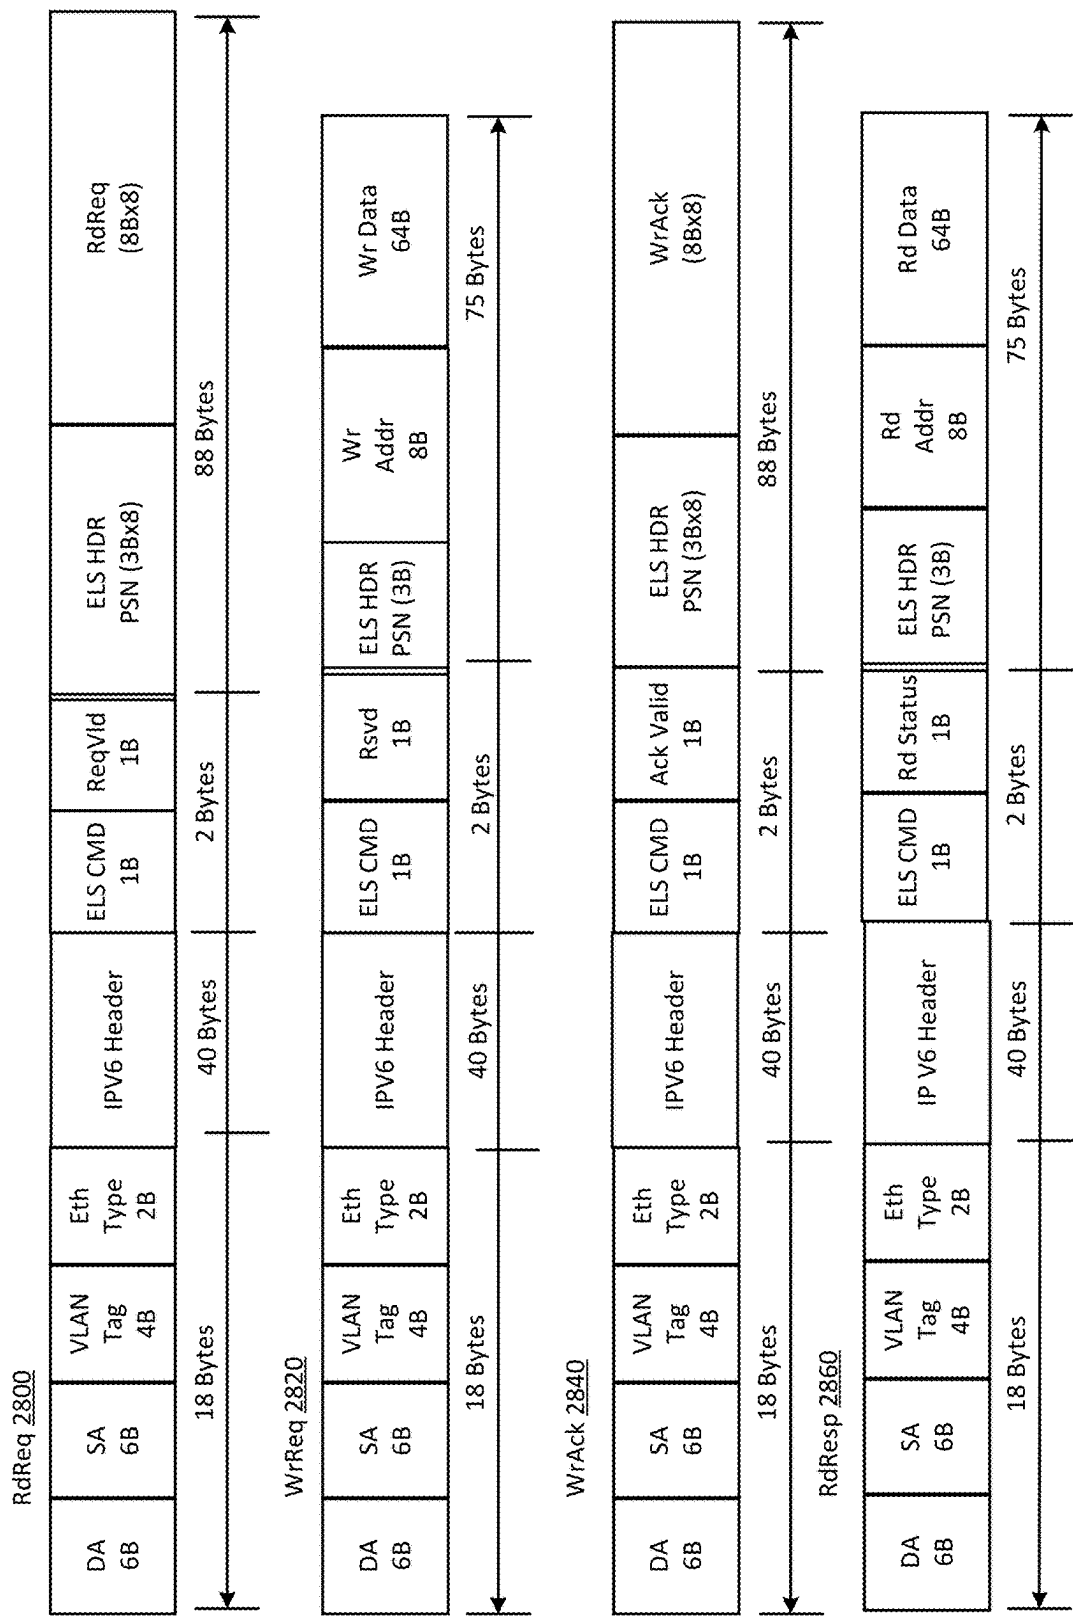 RdReq 2800
DA
6B
SA
6B
VLAN
Tag
4B
Eth
Type
2B
IPV6 Header
ELS CMD
1B
ReqVld
1B
ELS HDR
PSN (3Bx8)
RdReq
(8Bx8)
18 Bytes
40 Bytes
2 Bytes
88 Bytes
WrReq 2820
DA
6B
SA
6B
VLAN
Tag
4B
Eth
Type
2B
IPV6 Header
ELS CMD
1B
Rsvd
1B
ELS HDR
PSN (3B)
Wr
Addr
8B
Wr Data
64B
18 Bytes
40 Bytes
2 Bytes
75 Bytes
WrAck 2840
DA
6B
SA
6B
VLAN
Tag
4B
Eth
Type
2B
IPV6 Header
ELS CMD
1B
Ack Valid
1B
ELS HDR
PSN (3Bx8)
WrAck
(8Bx8)
18 Bytes
40 Bytes
2 Bytes
88 Bytes
RdResp 2860
DA
6B
SA
6B
VLAN
Tag
4B
Eth
Type
2B
IP V6 Header
ELS CMD
1B
Rd Status
1B
ELS HDR
PSN (3B)
Rd
Addr
8B
Rd Data
64B
18 Bytes
40 Bytes
2 Bytes
75 Bytes